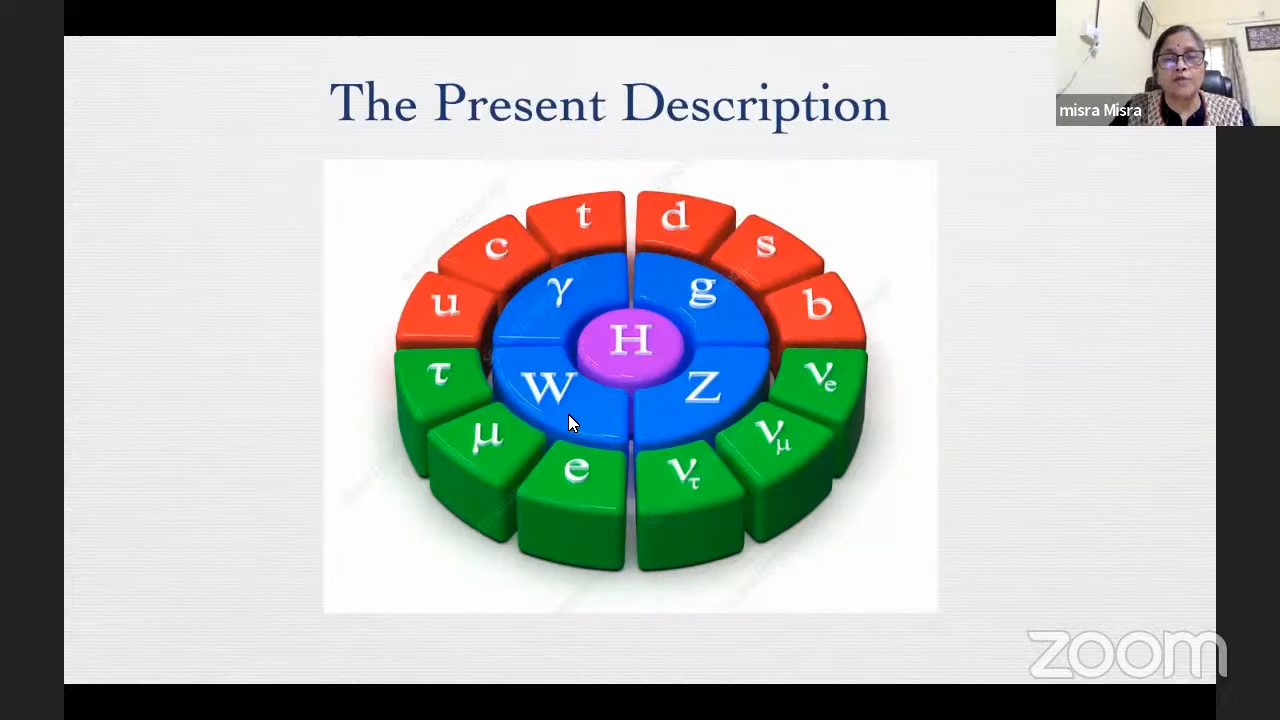 The Present Description
misra Misra
t d
c s
u b
γ g
H
W Z
τ νe
μ νμ
e ντ
zoom